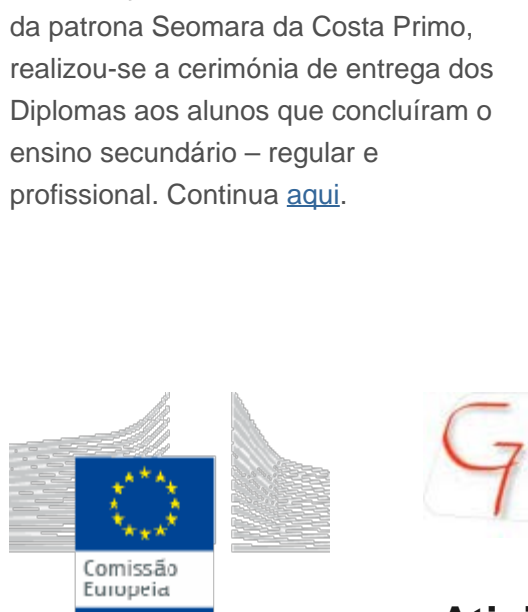 da patrona Seomara da Costa Primo,
realizou-se a cerimónia de entrega dos
Diplomas aos alunos que concluíram o
ensino secundário – regular e
profissional. Continua aqui.
Comissão
Europeia